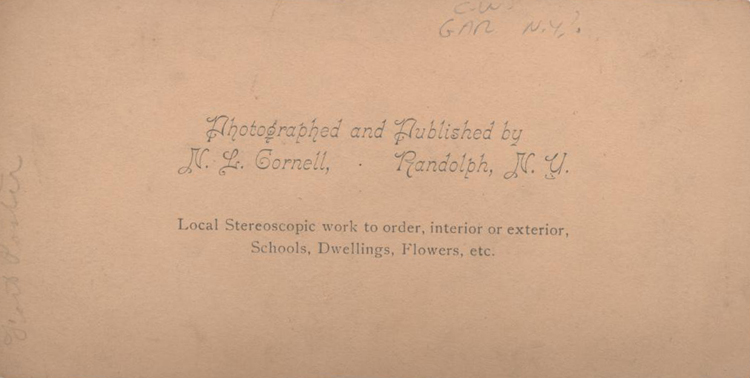 C.W.
GAR N.Y.?
Photographed and Published by
N. L. Cornell, . Randolph, N. Y.
Local Stereoscopic work to order, interior or exterior,
Schools, Dwellings, Flowers, etc.